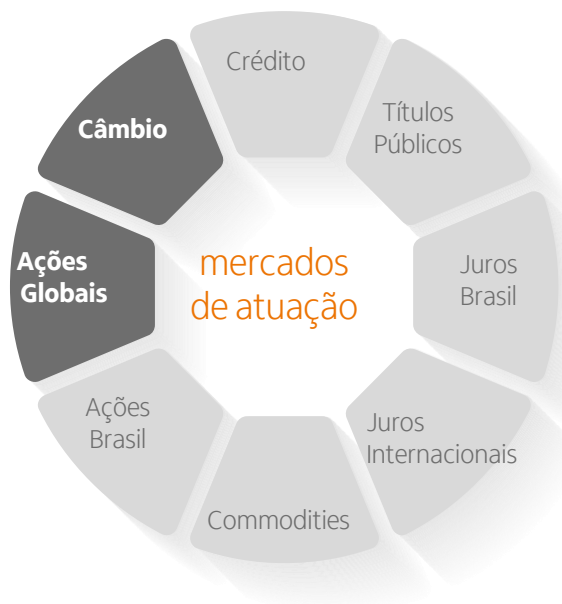 Crédito
Títulos
Públicos
Juros
Brasil
Juros
Internacionais
Commodities
Ações
Brasil
Ações
Globais
Câmbio
mercados
de atuação